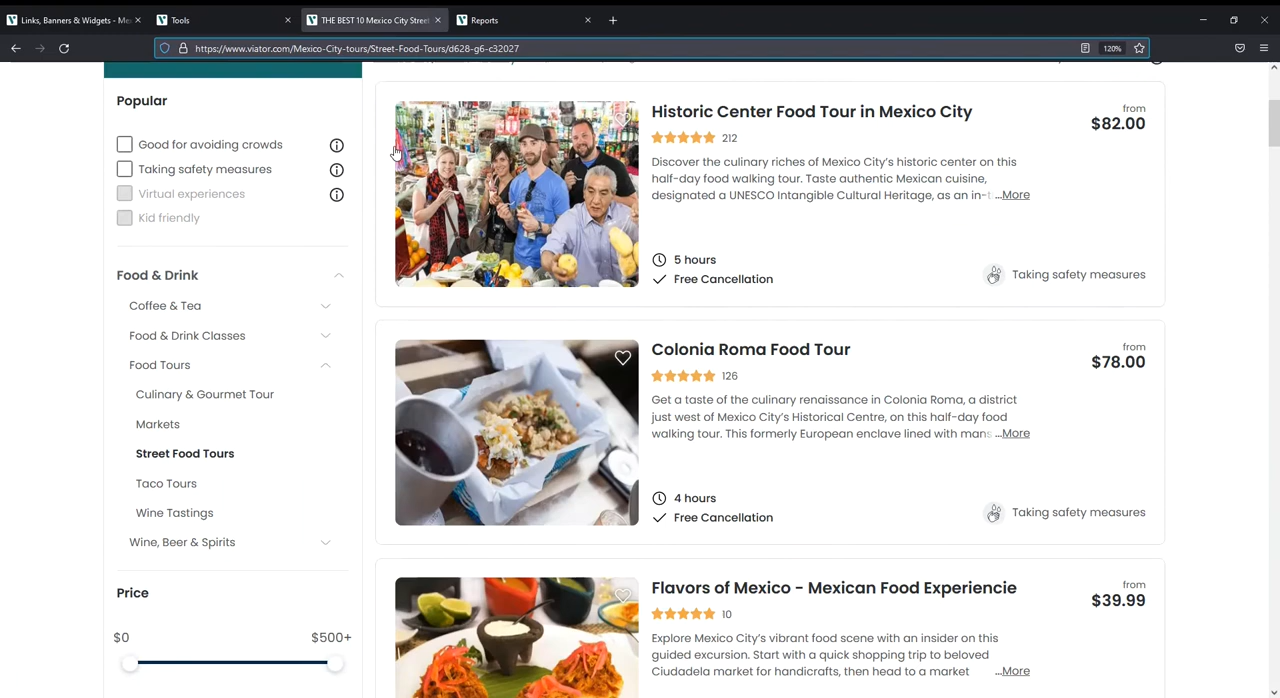 Links, Banners & Widgets - Me
Tools
THE BEST 10 Mexico City Street
Reports
https://www.viator.com/Mexico-City-tours/Street-Food-Tours/d628-g6-c32027
120%
Popular
Good for avoiding crowds
Taking safety measures
Virtual experiences
Kid friendly
Food & Drink
Coffee & Tea
Food & Drink Classes
Food Tours
Culinary & Gourmet Tour
Markets
Street Food Tours
Taco Tours
Wine Tastings
Wine, Beer & Spirits
Price
$0 $500+
Historic Center Food Tour in Mexico City
from
$82.00
212
Discover the culinary riches of Mexico City's historic center on this
half-day food walking tour. Taste authentic Mexican cuisine,
designated a UNESCO Intangible Cultural Heritage, as an in-t ...More
5 hours
Free Cancellation
Taking safety measures
Colonia Roma Food Tour
from
$78.00
126
Get a taste of the culinary renaissance in Colonia Roma, a district
just west of Mexico City's Historical Centre, on this half-day food
walking tour. This formerly European enclave lined with mans ...More
4 hours
Free Cancellation
Taking safety measures
Flavors of Mexico - Mexican Food Experiencie
from
$39.99
10
Explore Mexico City's vibrant food scene with an insider on this
guided excursion. Start with a quick shopping trip to beloved
Ciudadela market for handicrafts, then head to a market ...More